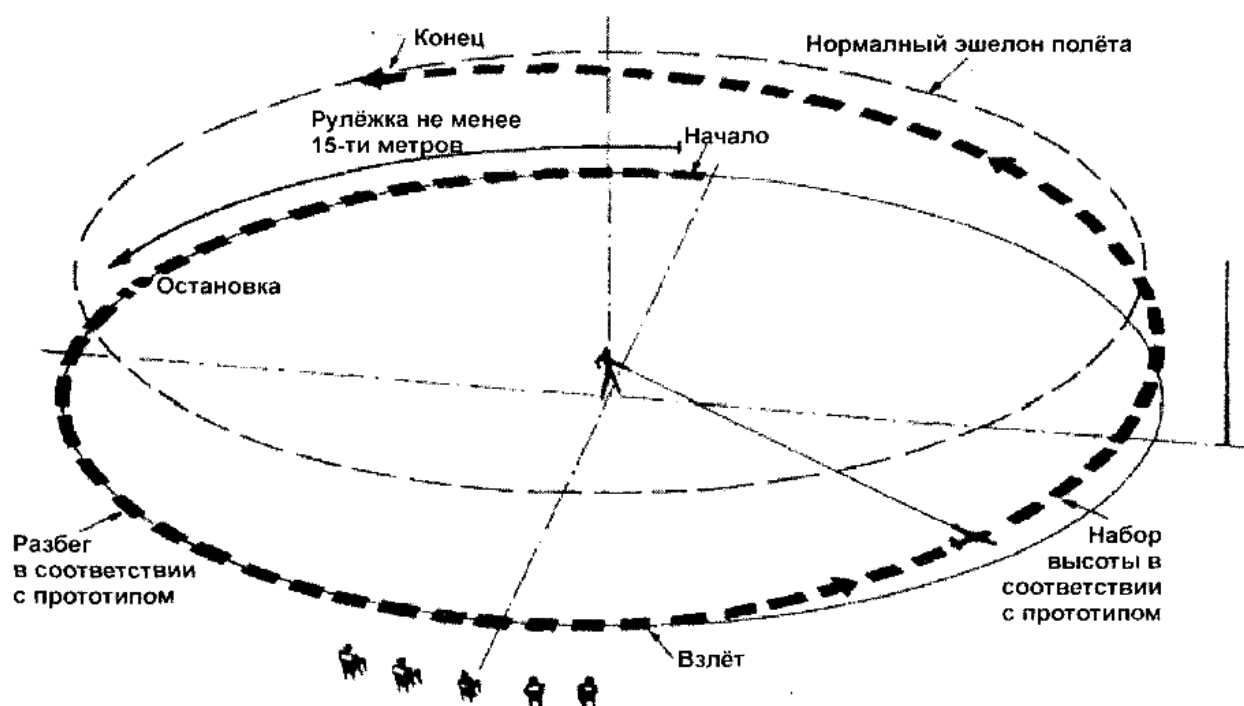 Конец
Нормалный эшелон полёта
Рулёжка не менее
15-ти метров
Начало
Остановка
Разбег
в соответствии
с прототипом
Набор
высоты в
соответствии
с прототипом
Взлёт